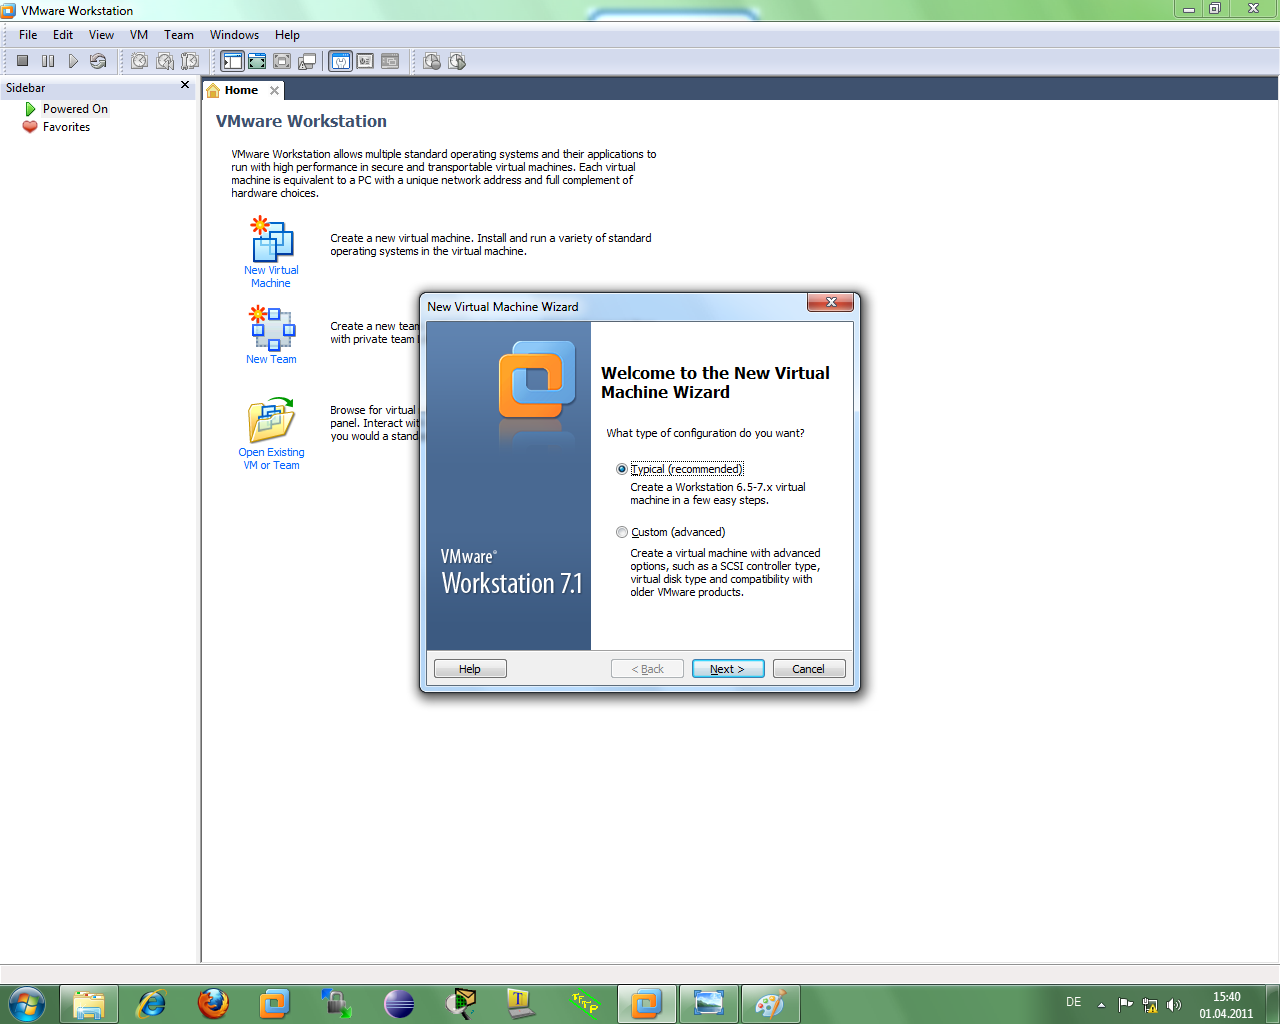 VMware Workstation
File Edit View VM Team Windows Help
Sidebar
Powered On
Favorites
Home
VMware Workstation
VMware Workstation allows multiple standard operating systems and their applications to
run with high performance in secure and transportable virtual machines. Each virtual
machine is equivalent to a PC with a unique network address and full complement of
hardware choices.
New Virtual
Machine
Create a new virtual machine. Install and run a variety of standard
operating systems in the virtual machine.
New Team
Create a new team
with private team
Open Existing
VM or Team
Browse for virtual
panel. Interact wit
you would a stand
New Virtual Machine Wizard
VMware®
Workstation 7.1
Welcome to the New Virtual
Machine Wizard
What type of configuration do you want?
Typical (recommended)
Create a Workstation 6.5-7.x virtual
machine in a few easy steps.
Custom (advanced)
Create a virtual machine with advanced
options, such as a SCSI controller type,
virtual disk type and compatibility with
older VMware products.
Help
< Back
Next >
Cancel
DE
15:40
01.04.2011